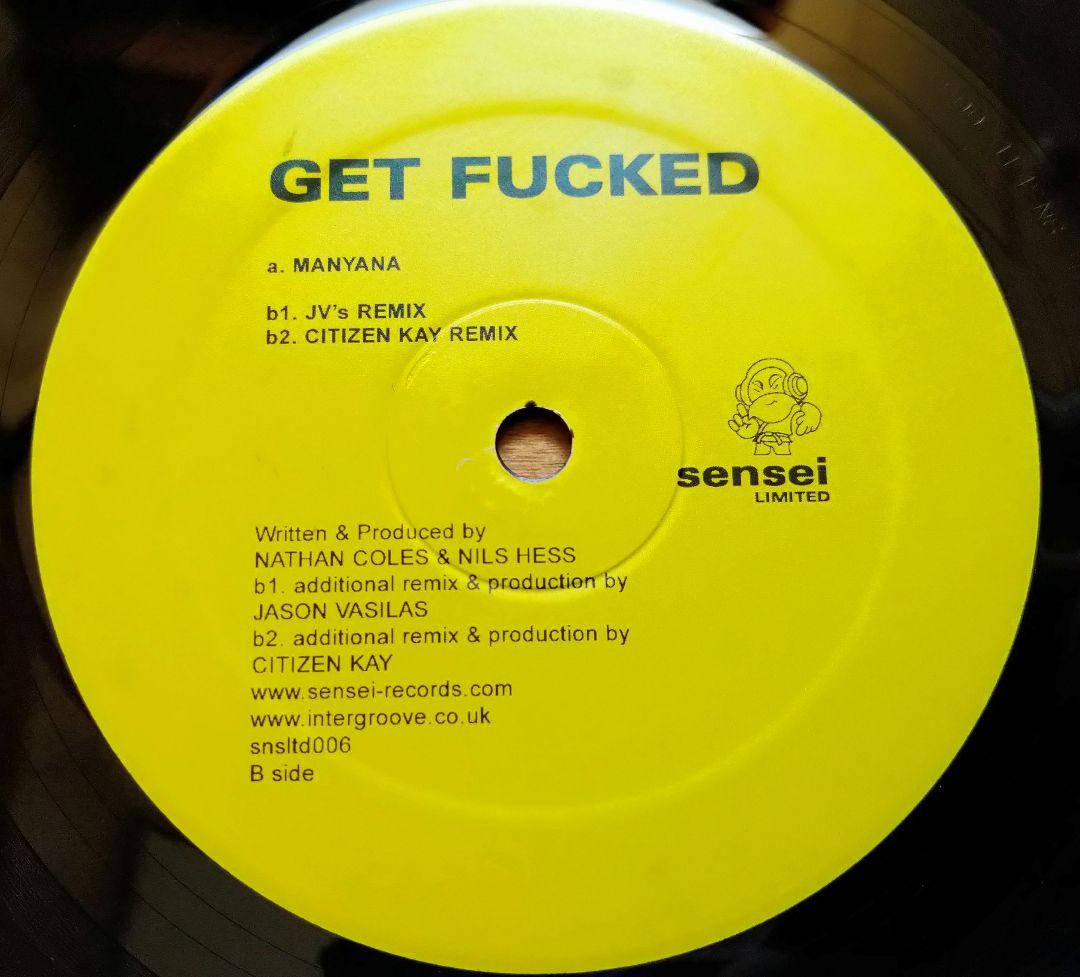 GET FUCKED
a. MANYANA
b1. JV's REMIX
b2. CITIZEN KAY REMIX
sensei
LIMITED
Written & Produced by
NATHAN COLES & NILS HESS
b1. additional remix & production by
JASON VASILAS
b2. additional remix & production by
CITIZEN KAY
www.sensei-records.com
www.intergroove.co.uk
snsltd006
B side